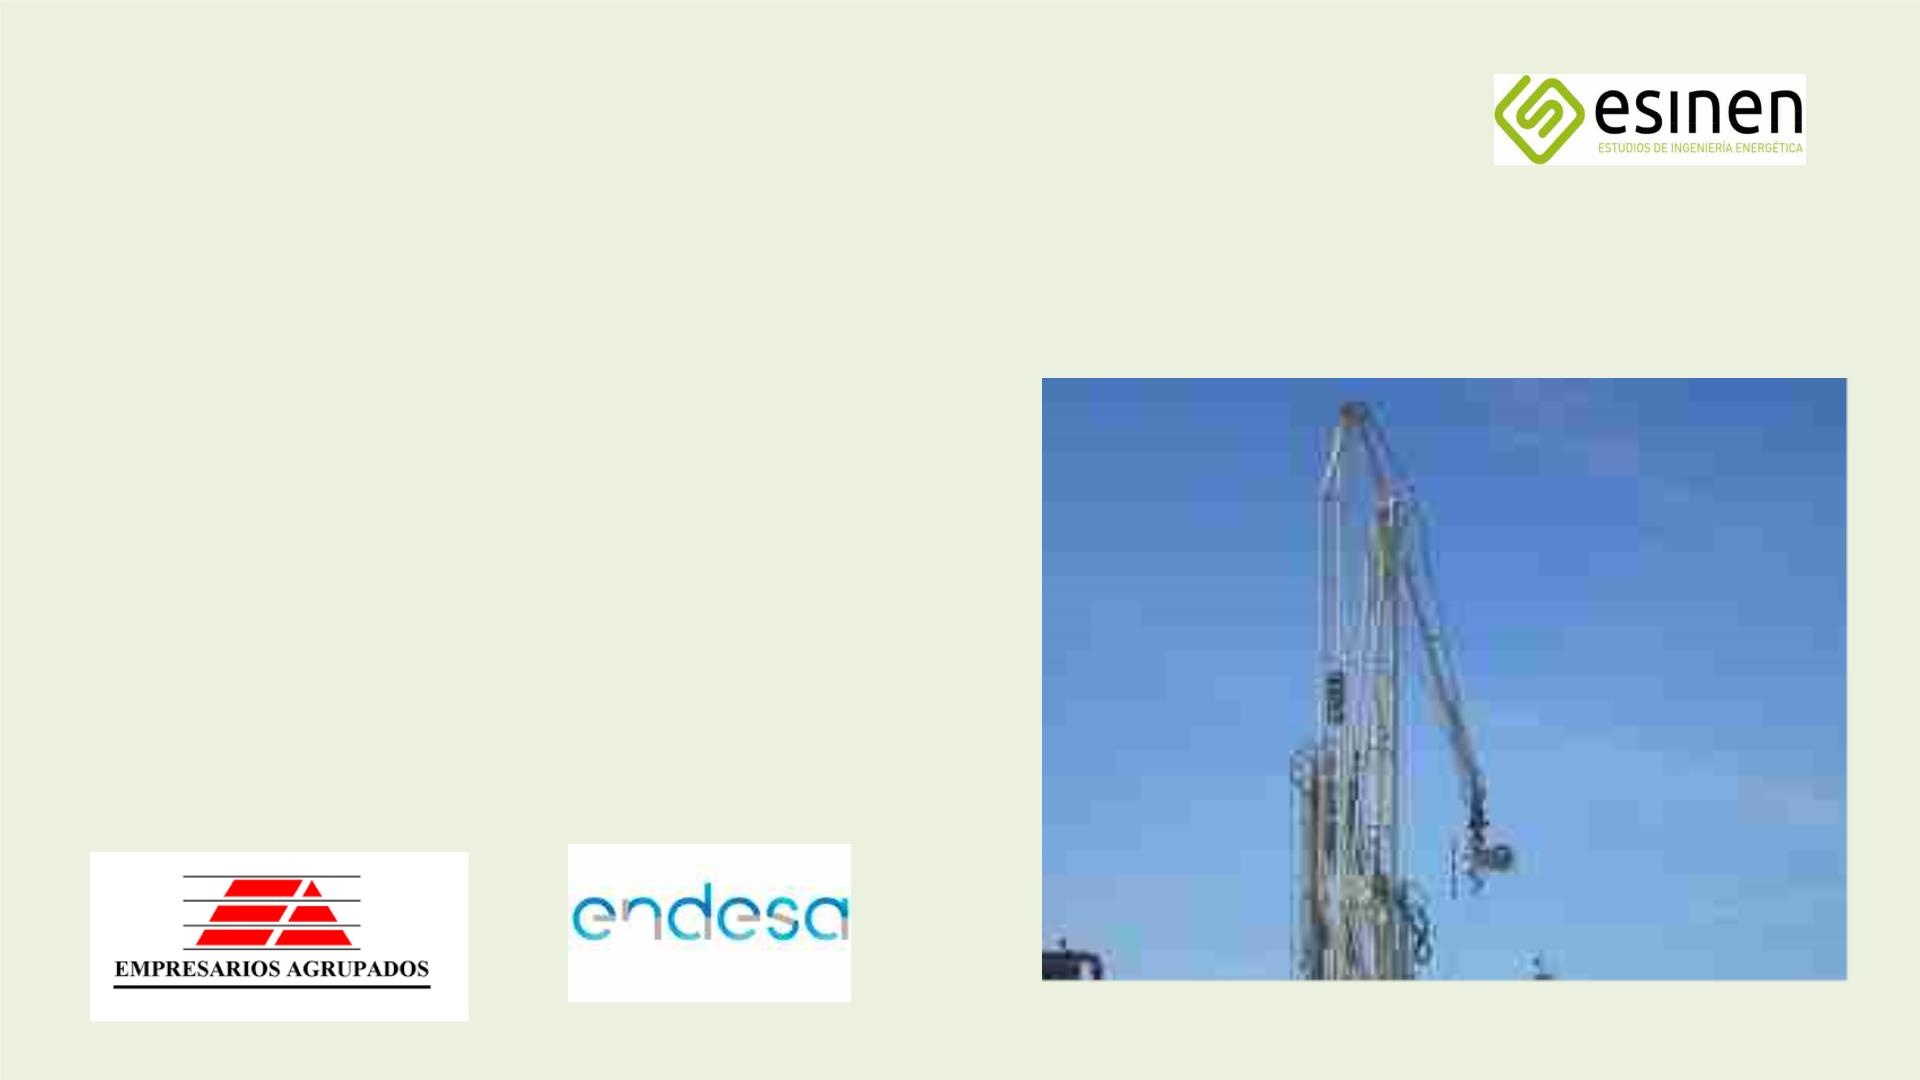 esinen
ESTUDIOS DE INGENIERÍA ENERGÉTICA
EMPRESARIOS AGRUPADOS
endesa